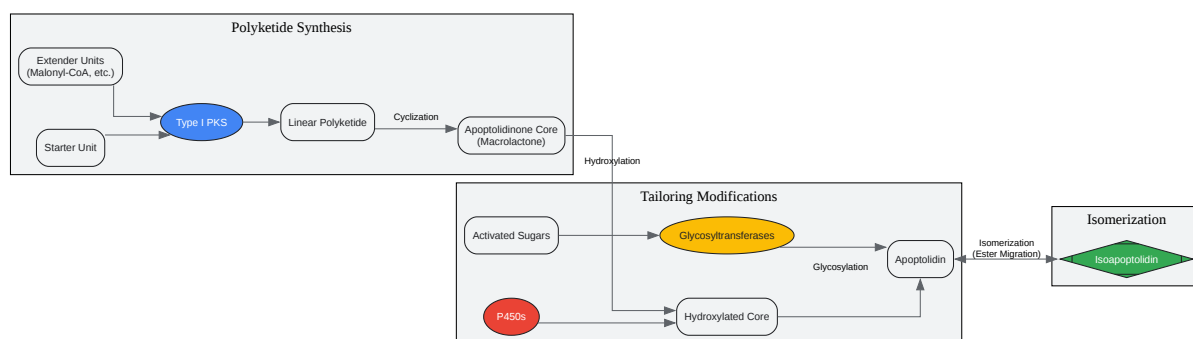 Polyketide Synthesis
Extender Units
(Malonyl-CoA, etc.)
Type I PKS
Starter Unit
Linear Polyketide
Cyclization
Apoptolidinone Core
(Macrolactone)
Hydroxylation
Tailoring Modifications
Activated Sugars
Glycosyltransferases
Glycosylation
Apoptolidin
P450s
Hydroxylated Core
Isomerization
(Ester Migration)
Isomerization
Isoapoptolidin